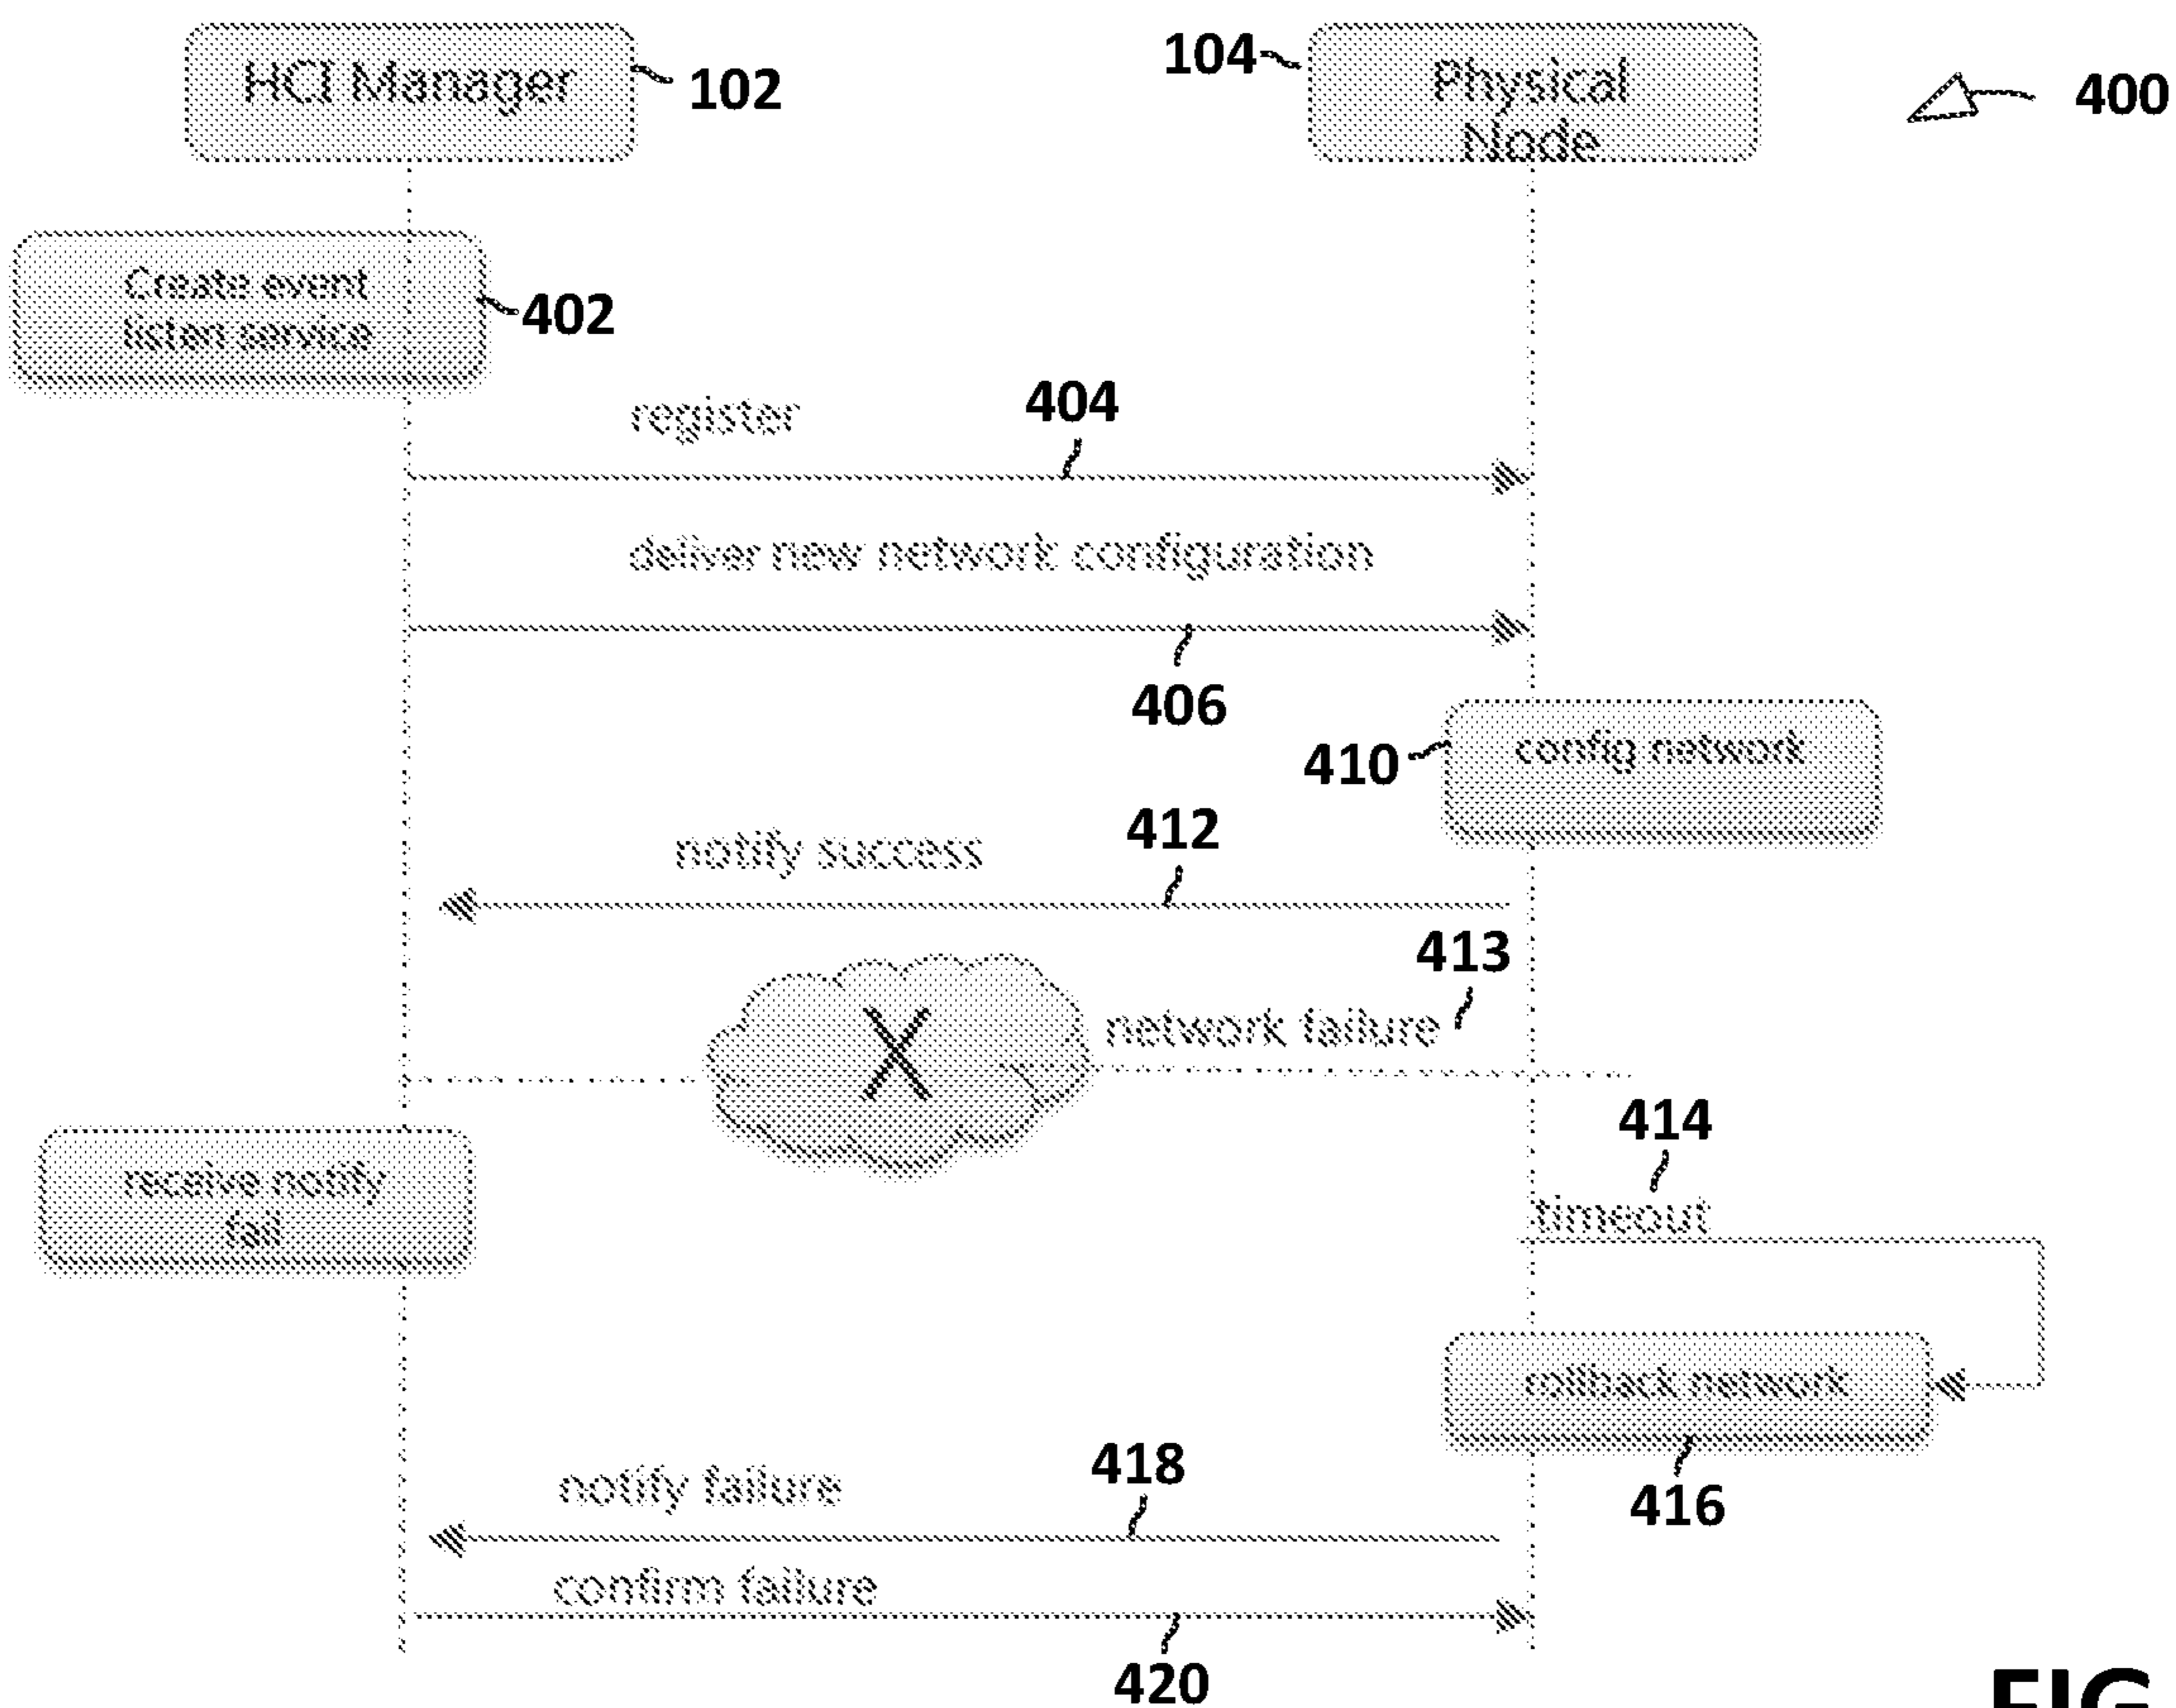 HCI Manager
102
104
Physical
Node
400
Create event
listen service
402
register
404
deliver new network configuration
406
410
config network
notify success
412
413
X
network failure
414
receive notify
fail
timeout
rollback network
416
notify failure
418
confirm failure
420
FIG